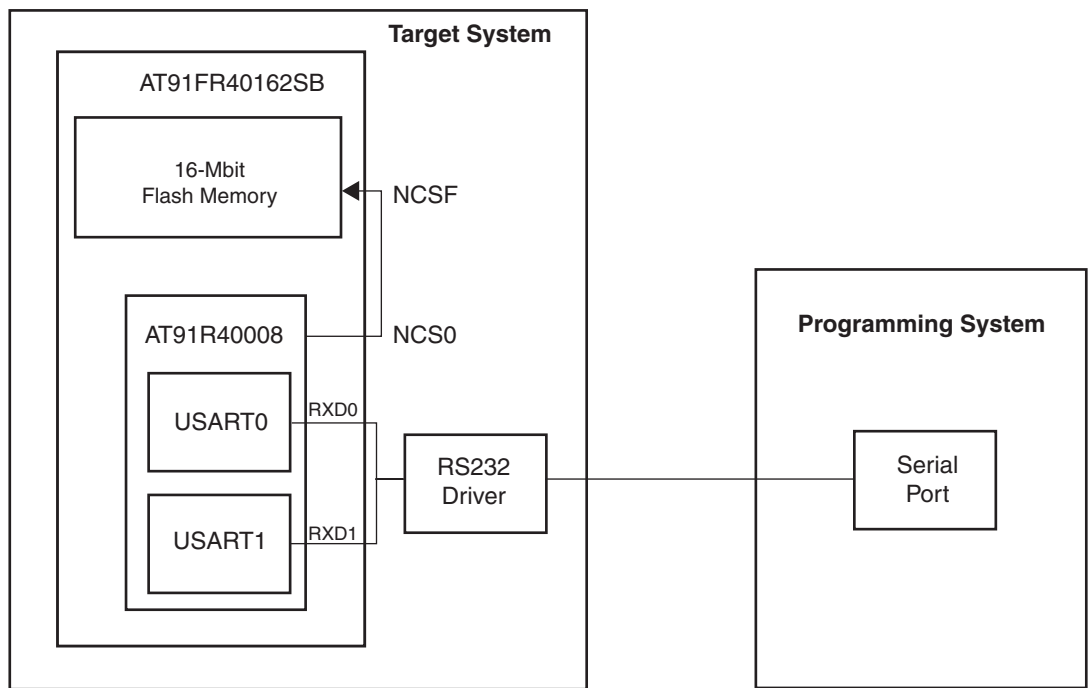 Target System
AT91FR40162SB
16-Mbit
Flash Memory
NCSF
AT91R40008
NCS0
Programming System
USART0
RXD0
RS232
Driver
Serial
Port
USART1
RXD1